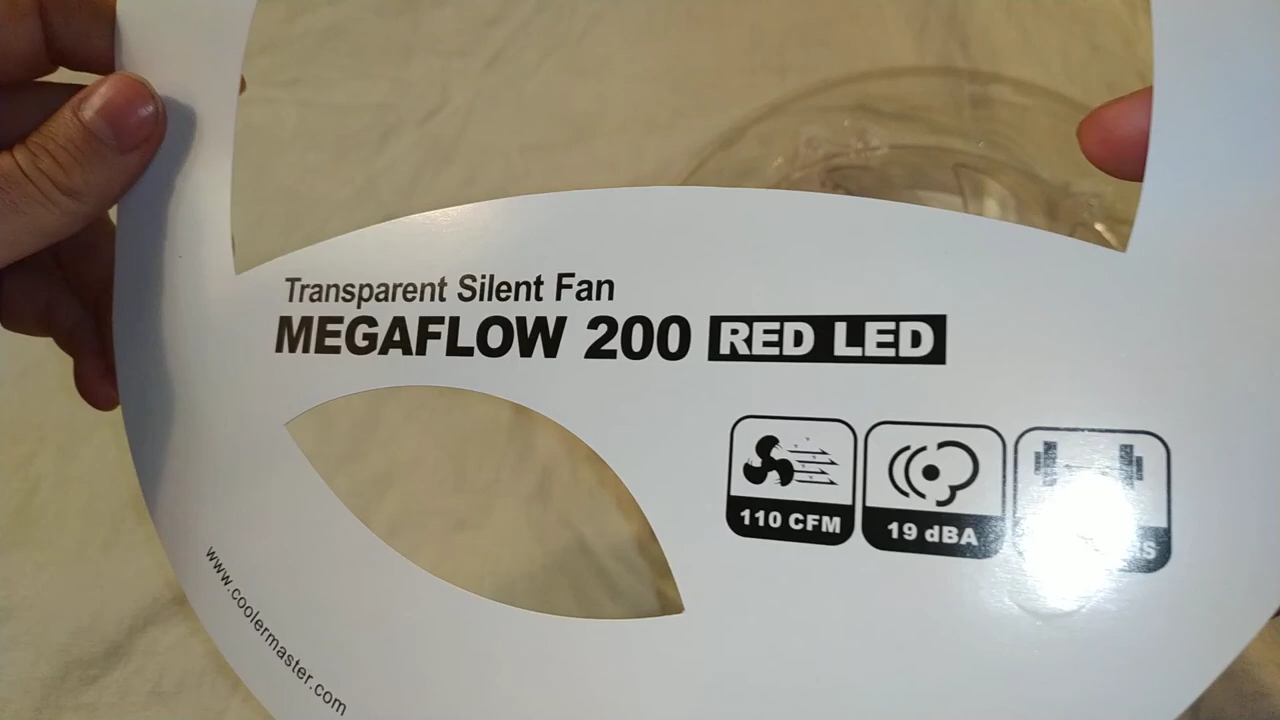 Transparent Silent Fan
MEGAFLOW 200 RED LED
110 CFM
19 dBA
www.coolermaster.com